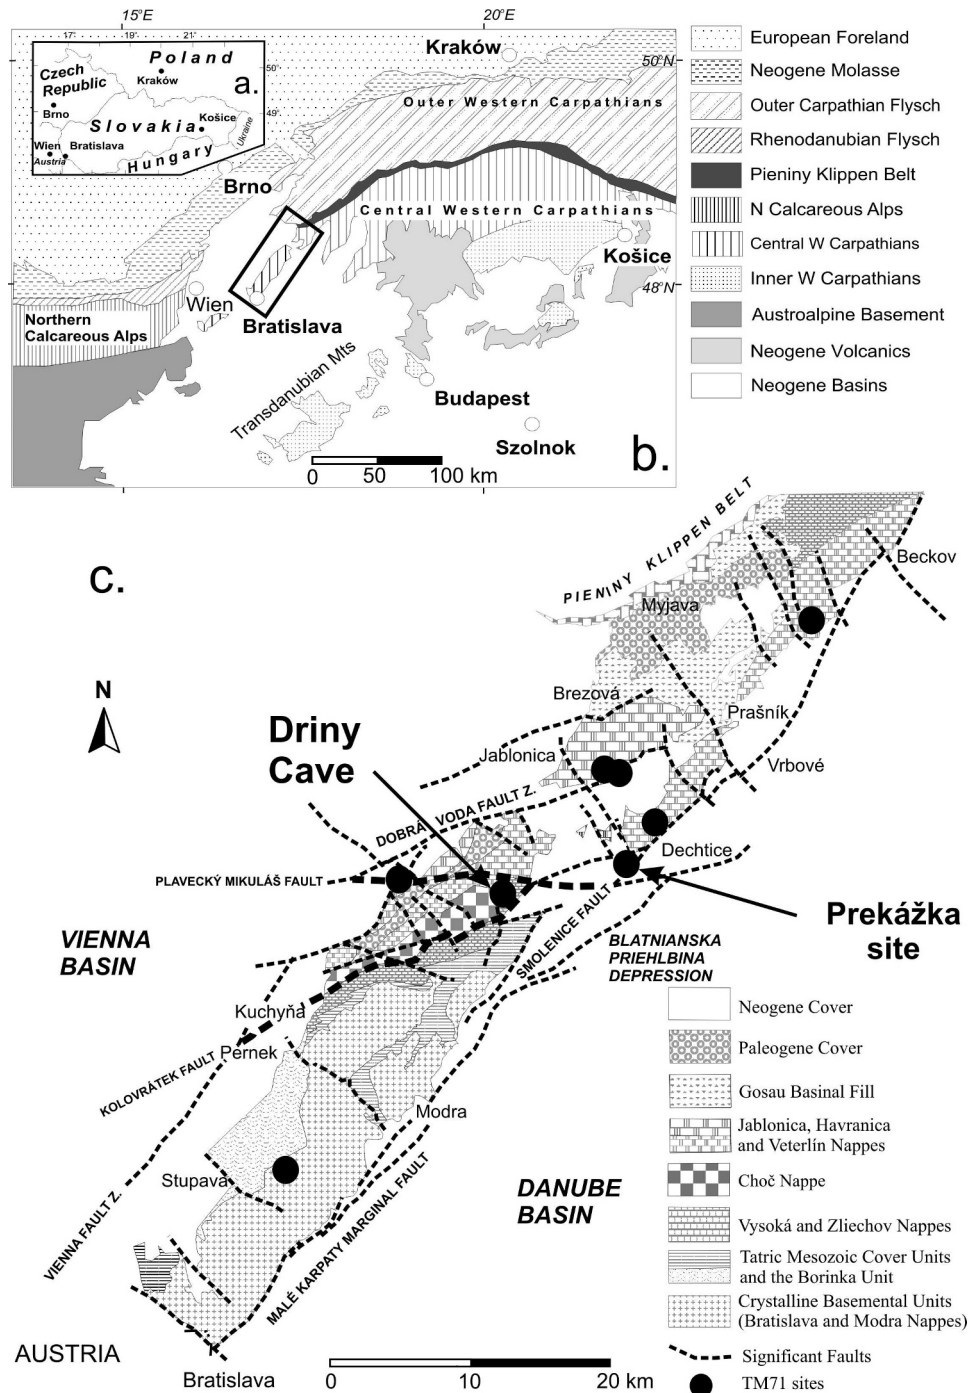 15°E
20°E
50°N
48°N
17°
19°
21°
50°
49°
Poland
Kraków
a.
Czech
Republic
Brno
Slovakia
Košice
Ukraine
Wien
Austria
Bratislava
Hungary
Kraków
Outer Western Carpathians
Brno
Central Western Carpathians
Košice
Wien
Bratislava
Northern
Calcareous Alps
Transdanubian Mts
Budapest
Szolnok
b.
0 50 100 km
European Foreland
Neogene Molasse
Outer Carpathian Flysch
Rhenodanubian Flysch
Pieniny Klippen Belt
N Calcareous Alps
Central W Carpathians
Inner W Carpathians
Austroalpine Basement
Neogene Volcanics
Neogene Basins
c.
PIENINY KLIPPEN BELT
Beckov
Myjava
N
Brezová
Prašník
Driny
Cave
Jablonica
Vrbové
DOBRÁ VODA FAULT Z.
Dechtice
PLAVECKÝ MIKULÁŠ FAULT
Prekážka
site
VIENNA
BASIN
SMOLENICE FAULT
BLATNIANSKA
PRIEHLBINA
DEPRESSION
Kuchyňa
Pernek
KOLOVRÁTEK FAULT
Modra
Stupava
VIENNA FAULT Z.
MALÉ KARPATY MARGINAL FAULT
DANUBE
BASIN
AUSTRIA
Bratislava
0 10 20 km
Neogene Cover
Paleogene Cover
Gosau Basinal Fill
Jablonica, Havranica
and Veterlín Nappes
Choč Nappe
Vysoká and Zliechov Nappes
Tatric Mesozoic Cover Units
and the Borinka Unit
Crystalline Basemental Units
(Bratislava and Modra Nappes)
Significant Faults
TM71 sites